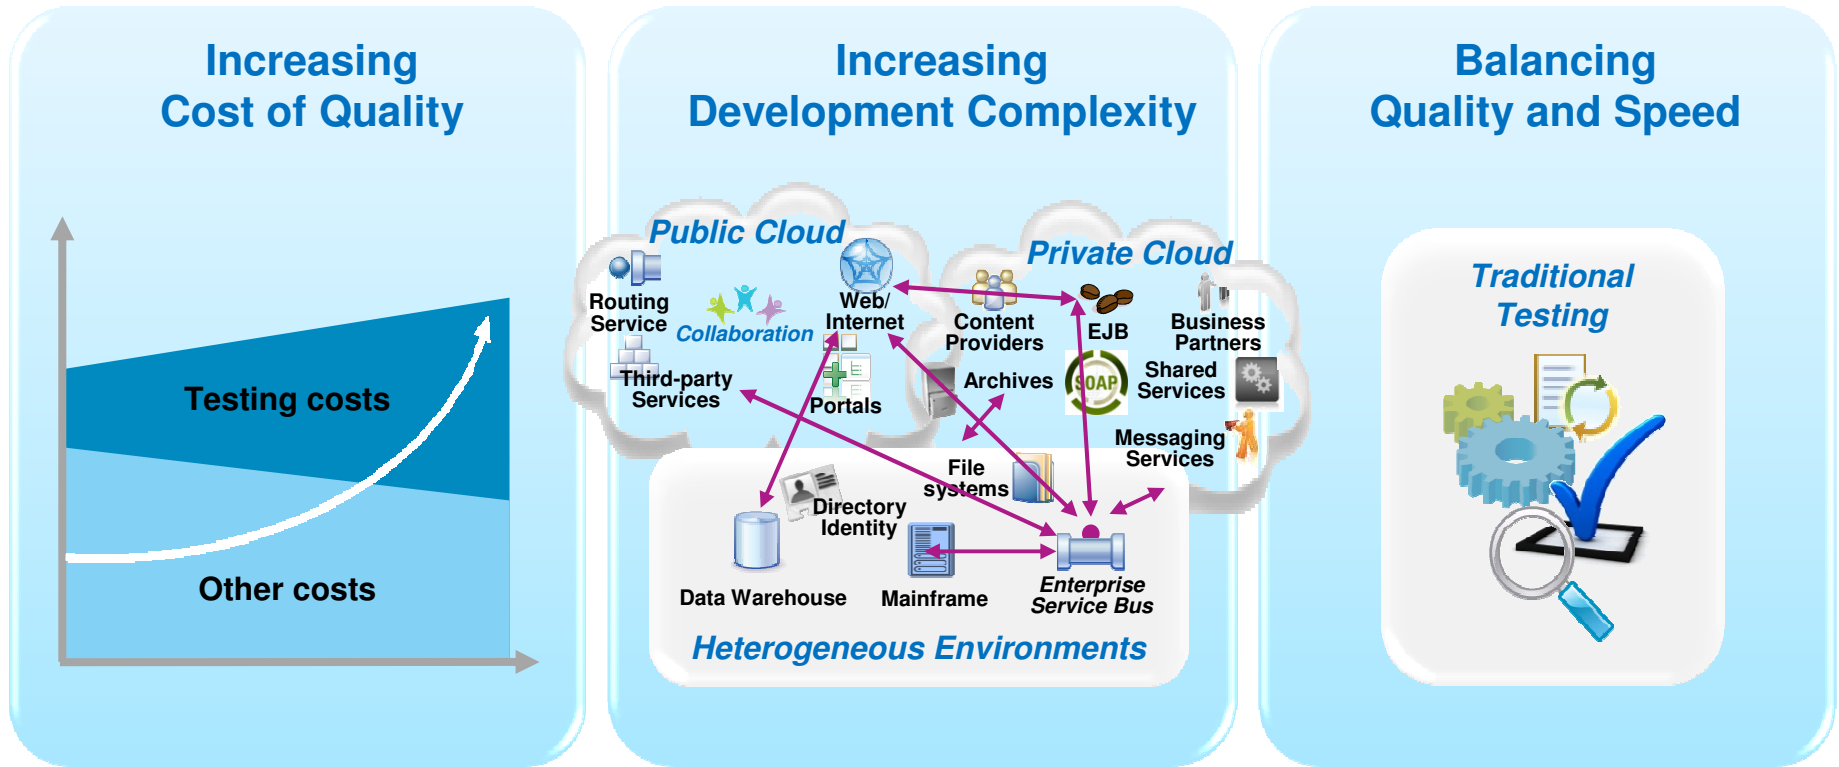 Increasing
Cost of Quality
Testing costs
Other costs
Increasing
Development Complexity
Public Cloud
Routing
Service
Collaboration
Web/
Internet
Third-party
Services
Portals
Private Cloud
Content
Providers
EJB
Business
Partners
Archives
SOAP
Shared
Services
Messaging
Services
File
systems
Directory
Identity
Data Warehouse
Mainframe
Enterprise
Service Bus
Heterogeneous Environments
Balancing
Quality and Speed
Traditional
Testing